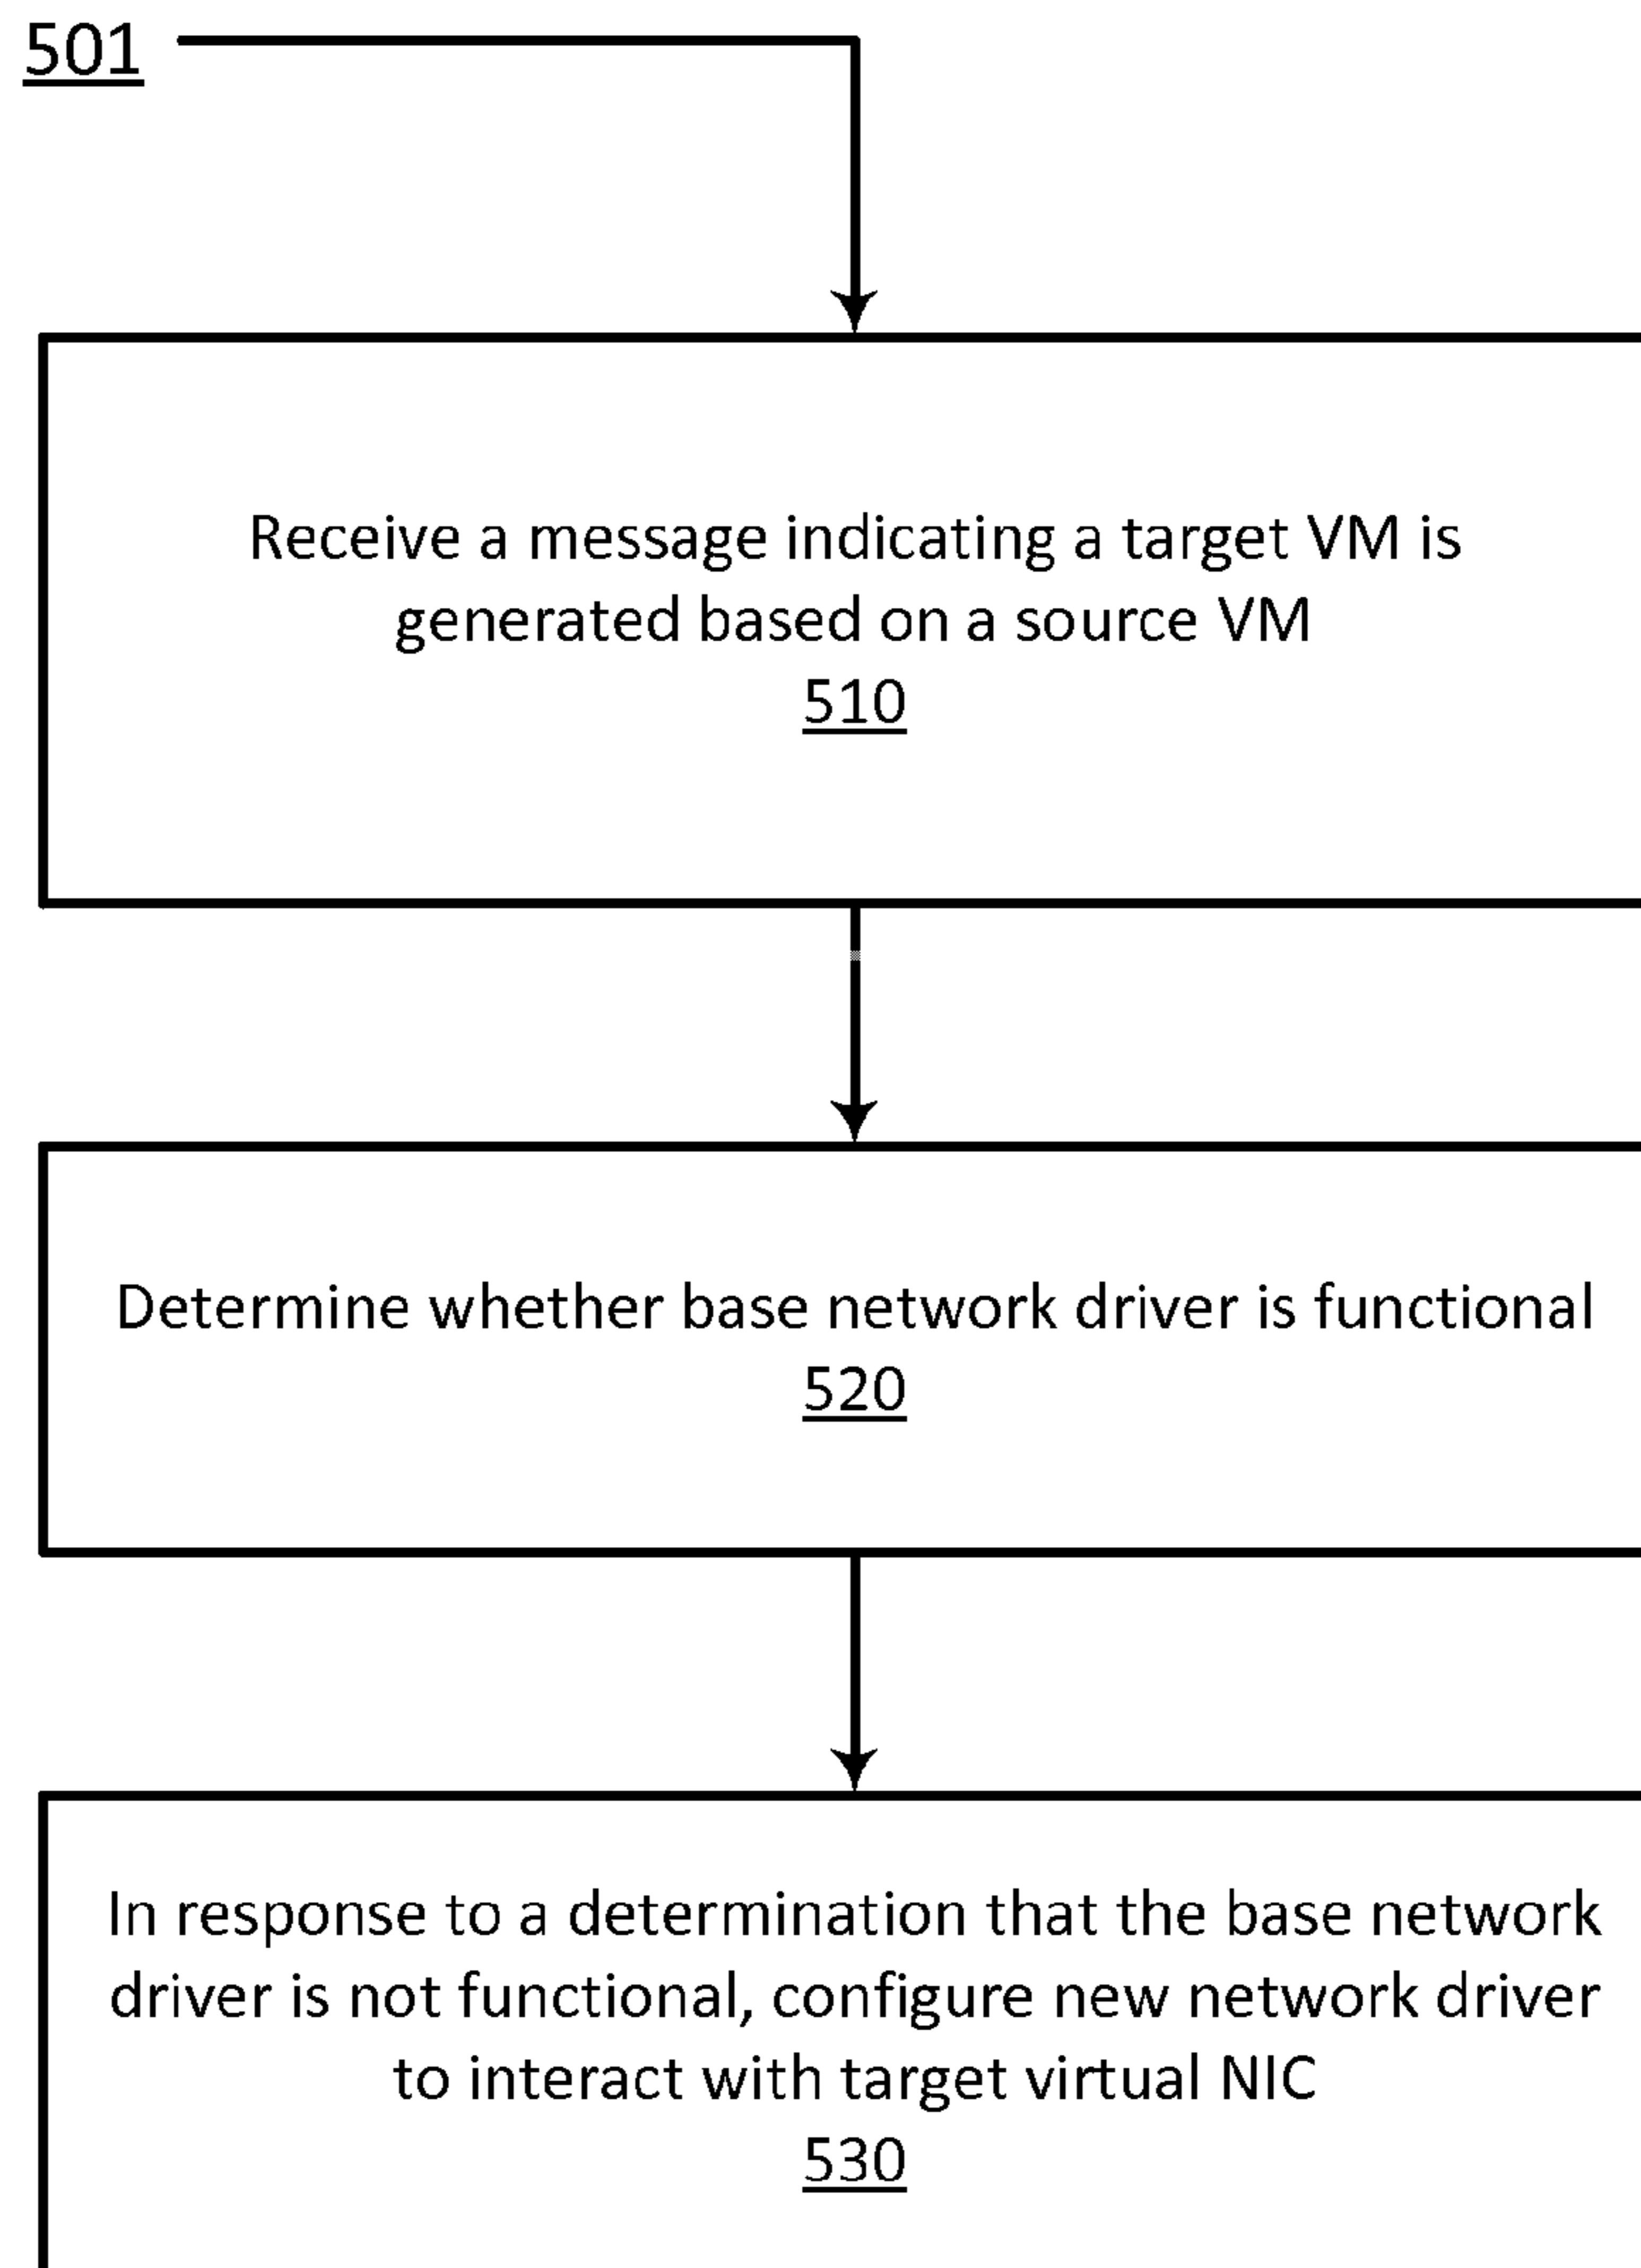 501
Receive a message indicating a target VM is
generated based on a source VM
510
Determine whether base network driver is functional
520
In response to a determination that the base network
driver is not functional, configure new network driver
to interact with target virtual NIC
530